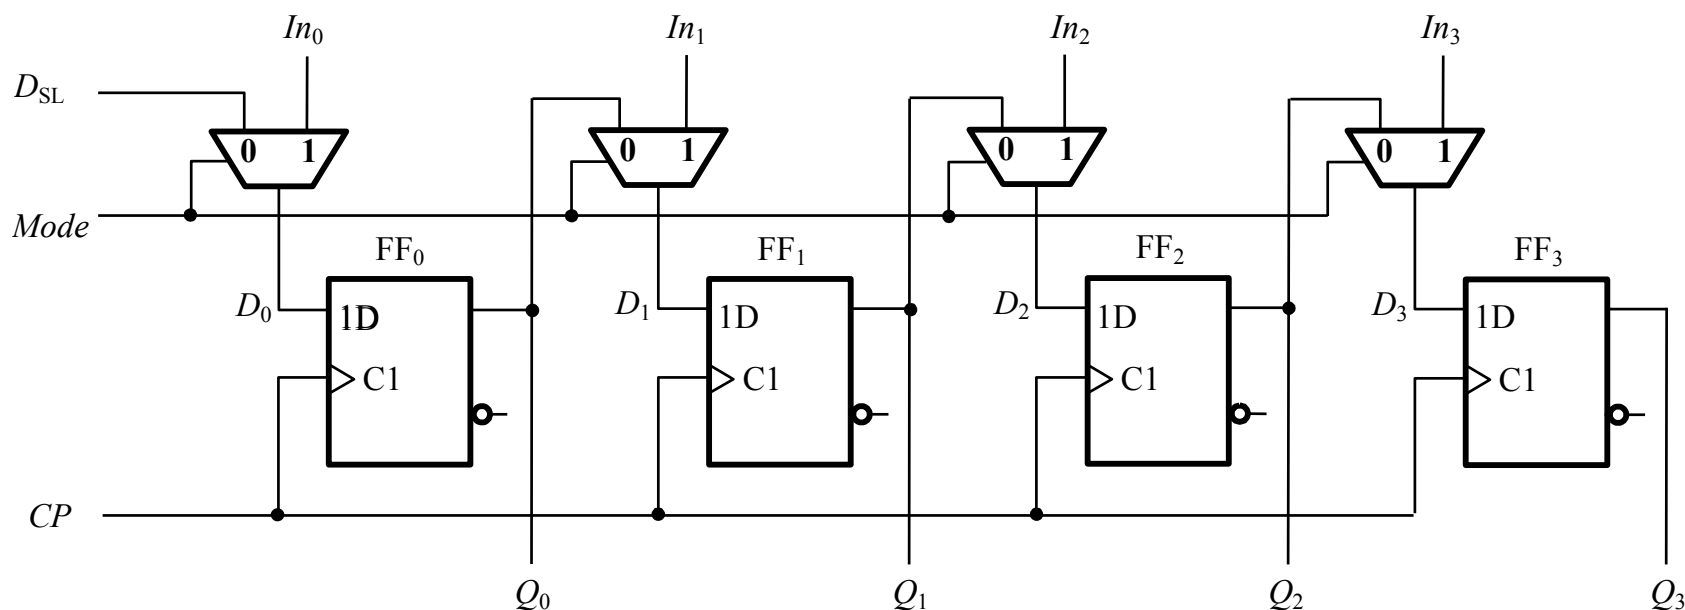 In₀ In₁ In₂ In₃
D_SL
0 1 0 1 0 1 0 1
Mode
FF₀ FF₁ FF₂ FF₃
D₀ 1D D₁ 1D D₂ 1D D₃ 1D
C1 C1 C1 C1
CP
Q₀ Q₁ Q₂ Q₃